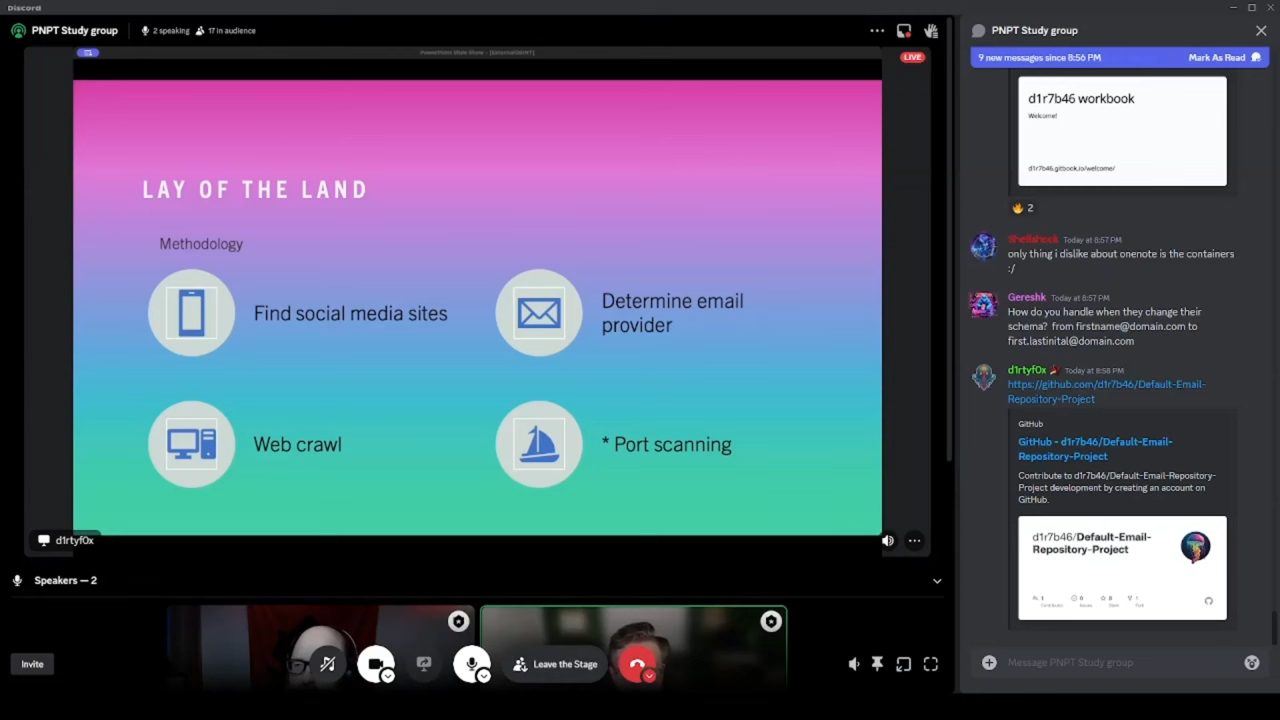 Discord
PNPT Study group
2 speaking
17 in audience
PowerPoint Slide Show - [ExternalOSINT]
LIVE
LAY OF THE LAND
Methodology
Find social media sites
Determine email
provider
Web crawl
* Port scanning
d1rtyf0x
Speakers — 2
Invite
Leave the Stage
PNPT Study group
9 new messages since 8:56 PM
Mark As Read
d1r7b46 workbook
Welcome!
d1r7b46.gitbook.io/welcome/
2
Shellshock Today at 8:57 PM
only thing i dislike about onenote is the containers
:/
Gereshk Today at 8:57 PM
How do you handle when they change their
schema? from firstname@domain.com to
first.lastinital@domain.com
d1rtyf0x Today at 8:58 PM
https://github.com/d1r7b46/Default-Email-
Repository-Project
GitHub
GitHub - d1r7b46/Default-Email-
Repository-Project
Contribute to d1r7b46/Default-Email-Repository-
Project development by creating an account on
GitHub.
d1r7b46/Default-Email-
Repository-Project
Message PNPT Study group